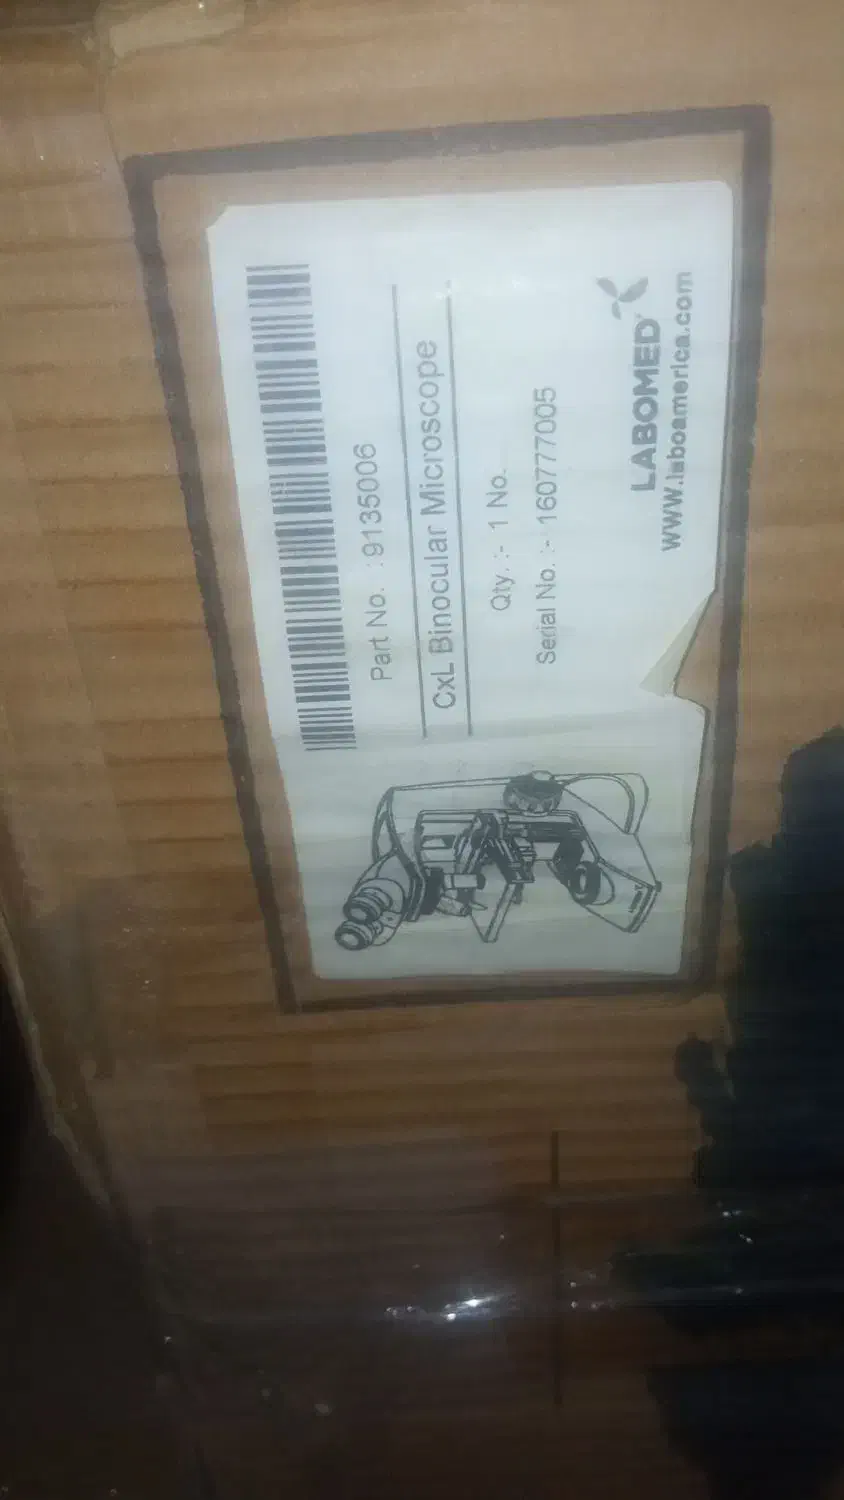 Part No. : 9135006
CxL Binocular Microscope
Qty. :- 1 No.
Serial No. :- 160777005
LABOMED
www.laboamerica.com